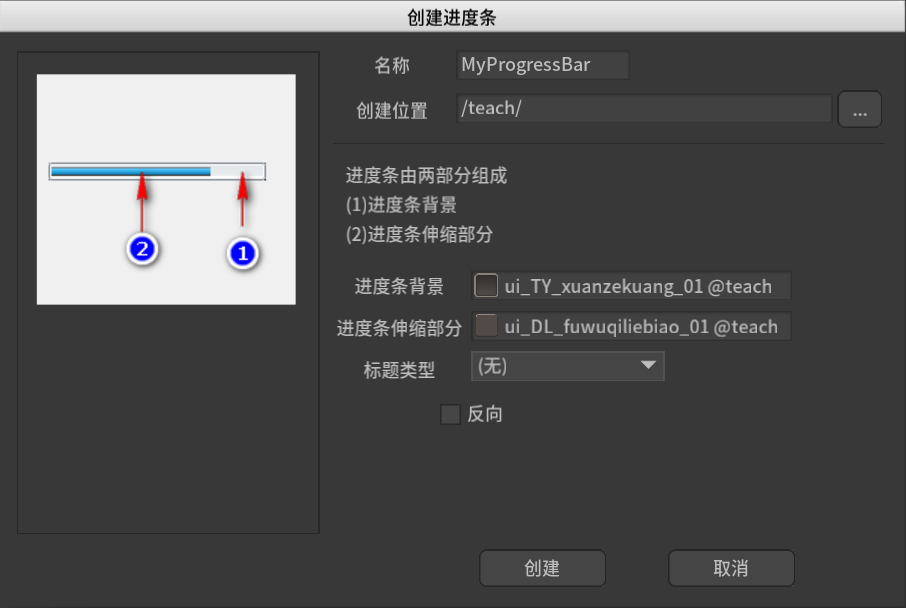 创建进度条
名称 MyProgressBar
创建位置 /teach/ ...
进度条由两部分组成
(1)进度条背景
(2)进度条伸缩部分
2 1
进度条背景 ui_TY_xuanzekuang_01 @teach
进度条伸缩部分 ui_DL_fuwuqiliebiao_01 @teach
标题类型 (无)
反向
创建 取消